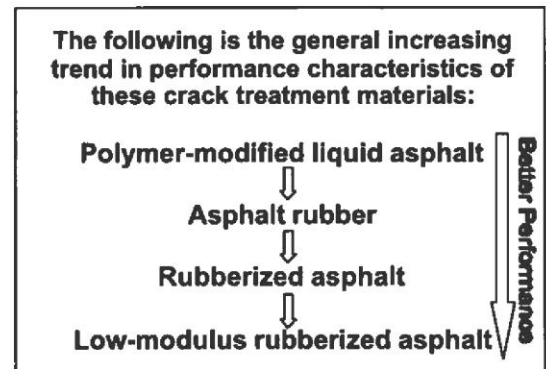 The following is the general increasing
trend in performance characteristics of
these crack treatment materials:
Polymer-modified liquid asphalt
Asphalt rubber
Rubberized asphalt
Low-modulus rubberized asphalt
Better Performance